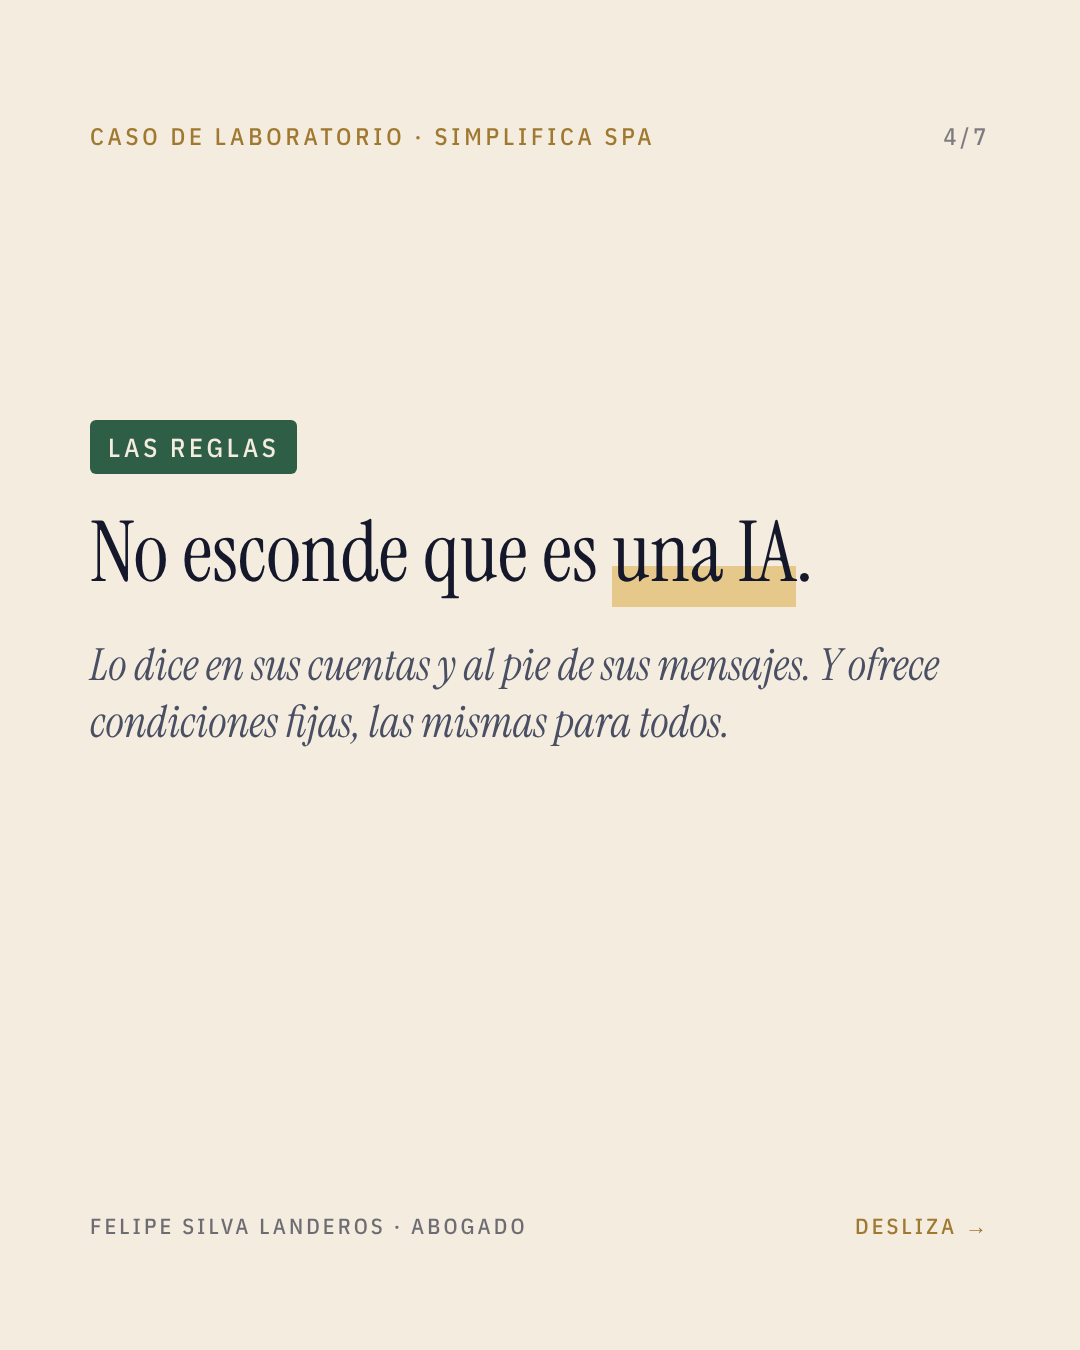 CASO DE LABORATORIO · SIMPLIFICA SPA
4/7
LAS REGLAS
No esconde que es una IA.
Lo dice en sus cuentas y al pie de sus mensajes. Y ofrece
condiciones fijas, las mismas para todos.
FELIPE SILVA LANDEROS · ABOGADO
DESLIZA →